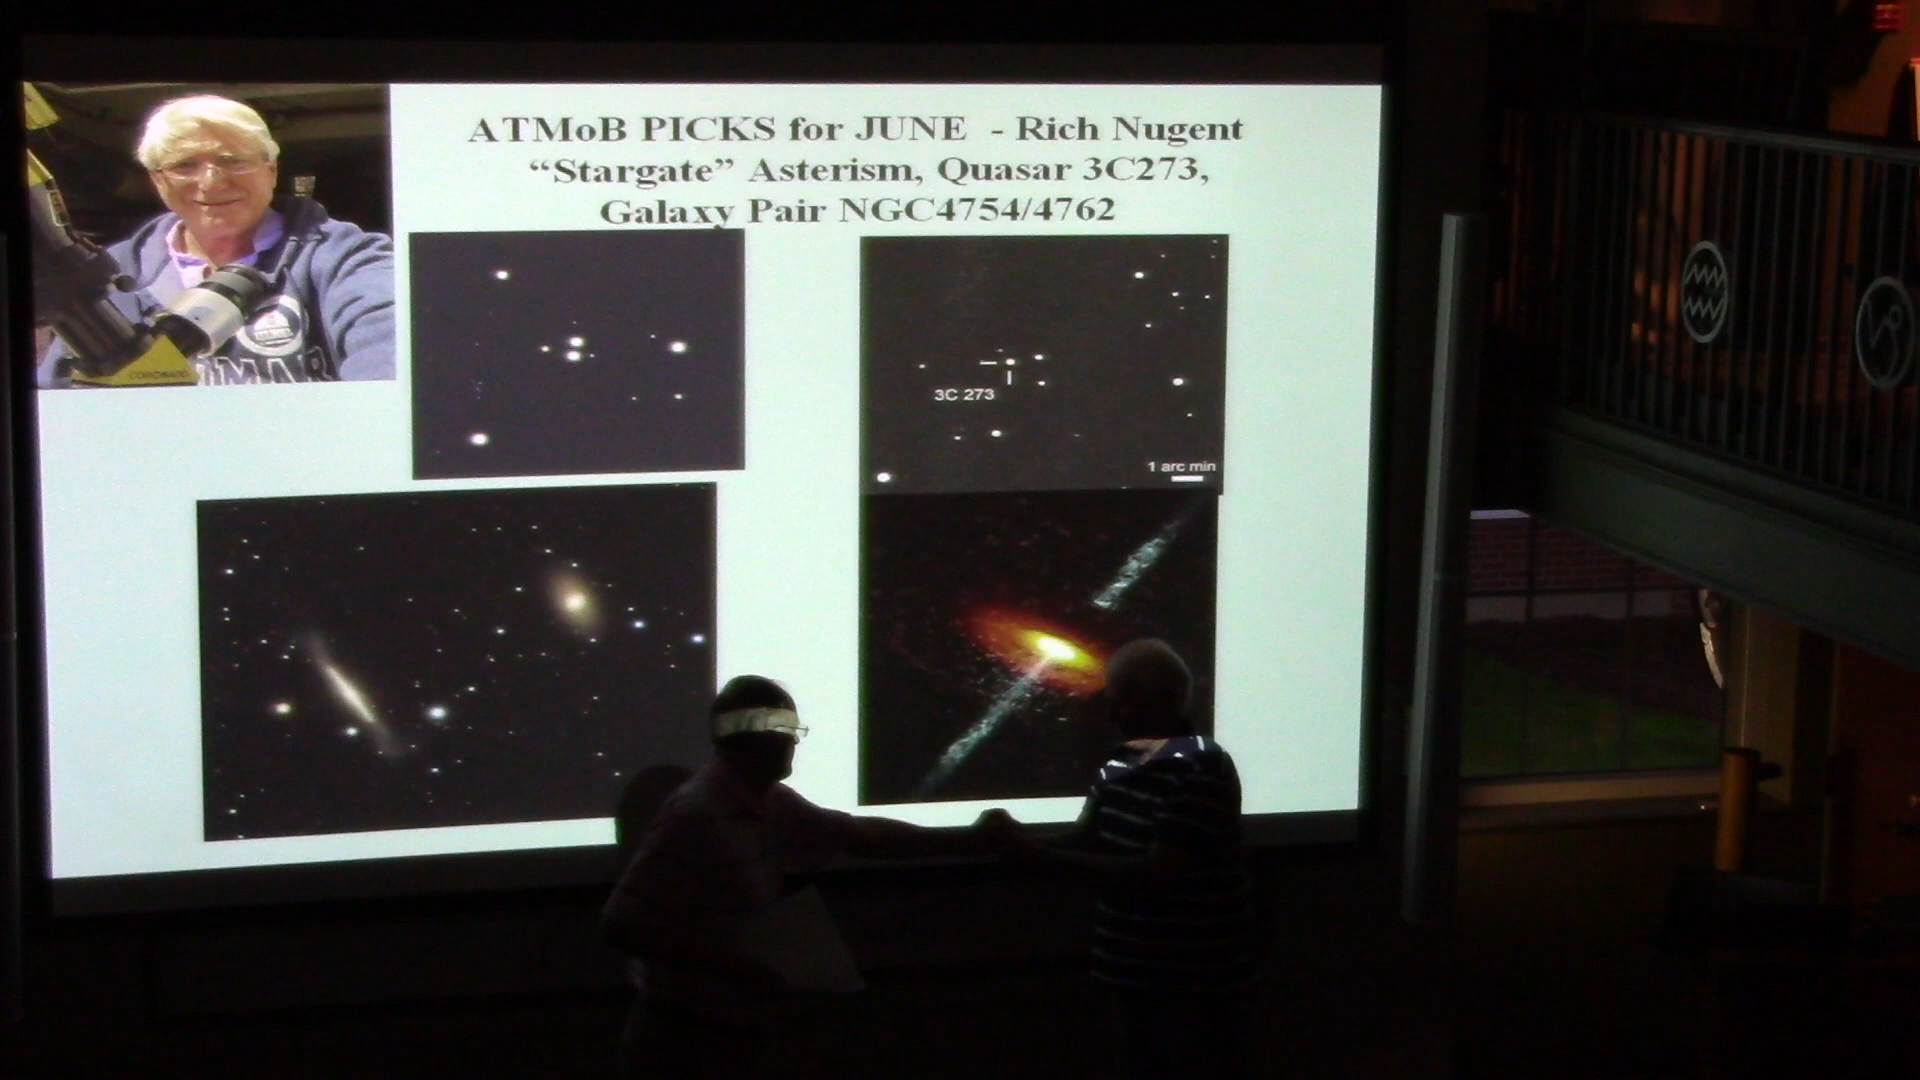 ATMoB PICKS for JUNE - Rich Nugent
“Stargate” Asterism, Quasar 3C273,
Galaxy Pair NGC4754/4762
3C 273
1 arc min
CORONADO